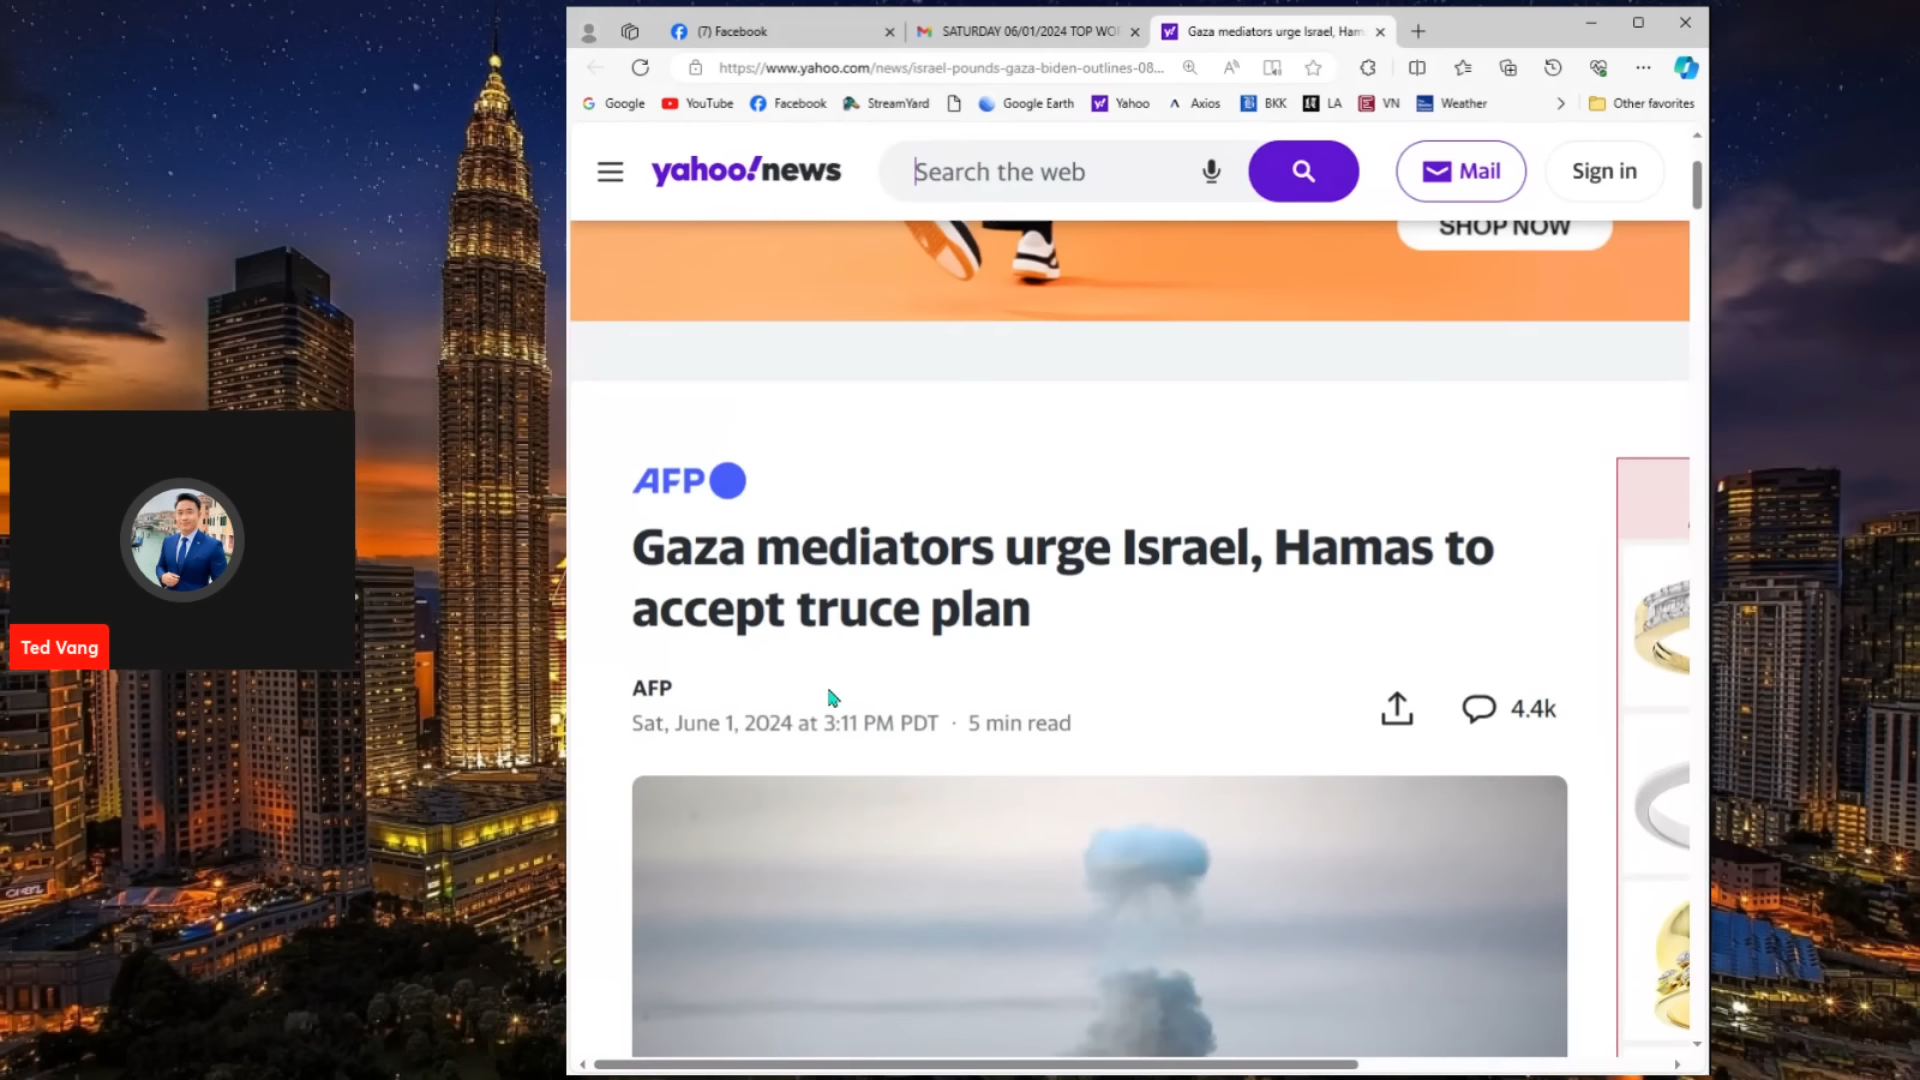 (7) Facebook
SATURDAY 06/01/2024 TOP WO
Gaza mediators urge Israel, Ham
https://www.yahoo.com/news/israel-pounds-gaza-biden-outlines-08...
Google
YouTube
Facebook
StreamYard
Google Earth
Yahoo
Axios
BKK
LA
VN
Weather
Other favorites
yahoo!news
Search the web
Mail
Sign in
SHOP NOW
AFP
Gaza mediators urge Israel, Hamas to
accept truce plan
AFP
Sat, June 1, 2024 at 3:11 PM PDT · 5 min read
4.4k
Ted Vang